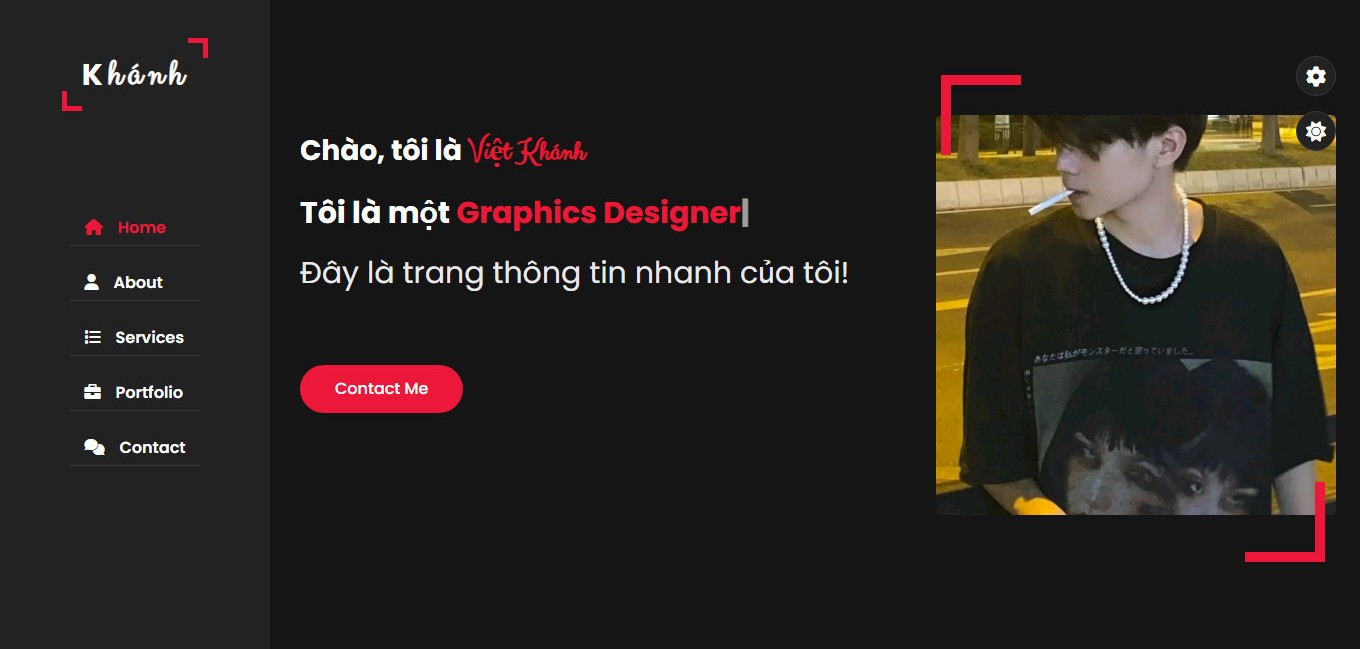 Khánh
Home
About
Services
Portfolio
Contact
Chào, tôi là Việt Khánh
Tôi là một Graphics Designer
Đây là trang thông tin nhanh của tôi!
Contact Me
あなたは私がモンスターだと思っていました